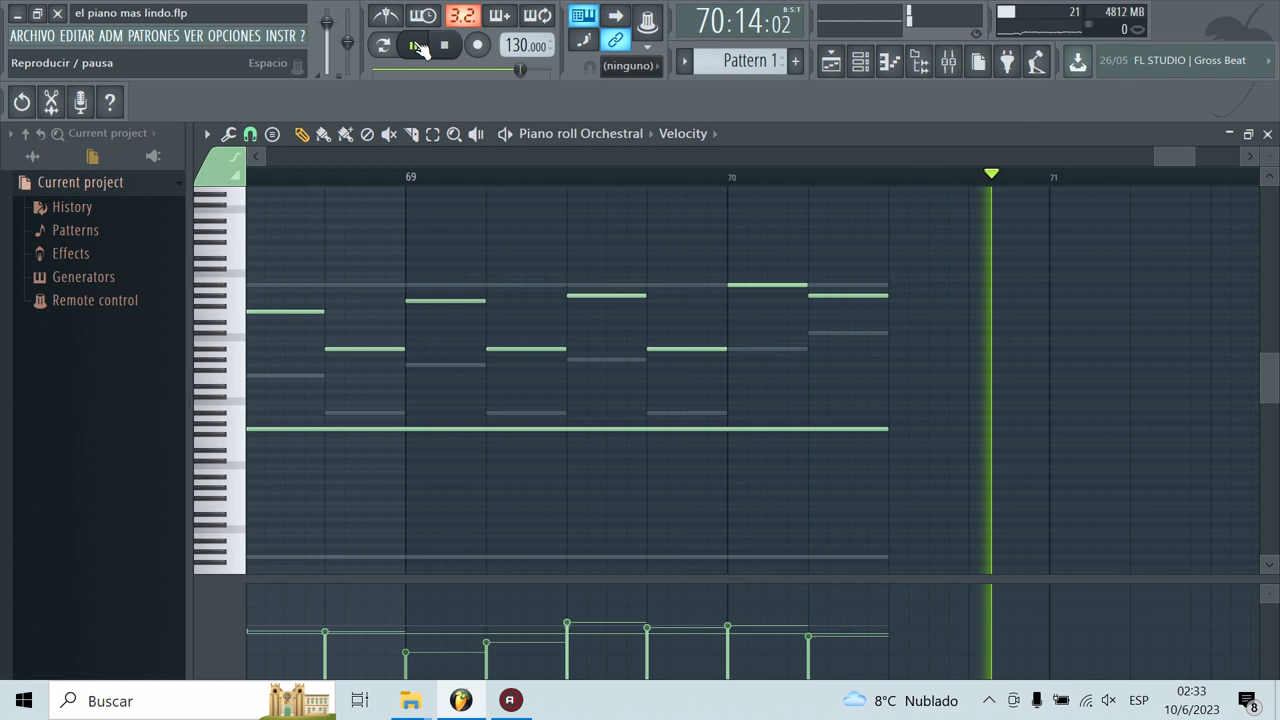 el piano mas lindo.flp
ARCHIVO EDITAR ADM PATRONES VER OPCIONES INSTR ?
Reproducir / pausa
Espacio
3.2.
130.000
(ninguno)
70:14:02
B:S:T
Pattern 1
21
4812 MB
0
26/05 FL STUDIO | Gross Beat
Current project
Current project
History
Patterns
Effects
Generators
Remote control
Piano roll Orchestral
Velocity
69
70
71
Buscar
8°C Nublado
ESP
02:33
10/6/2023
8